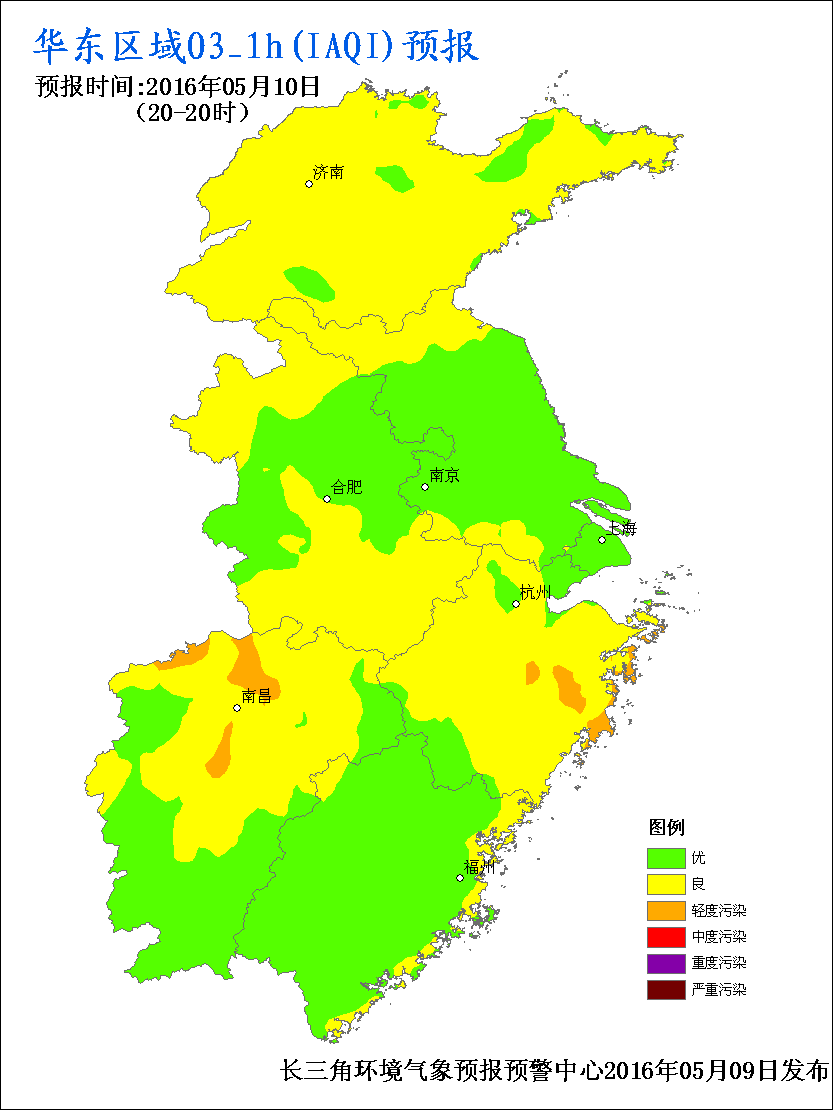 华东区域O3_1h(IAQI)预报
预报时间:2016年05月10日
（20-20时）
济南
合肥
南京
上海
杭州
南昌
福州
图例
优
良
轻度污染
中度污染
重度污染
严重污染
长三角环境气象预报预警中心2016年05月09日发布